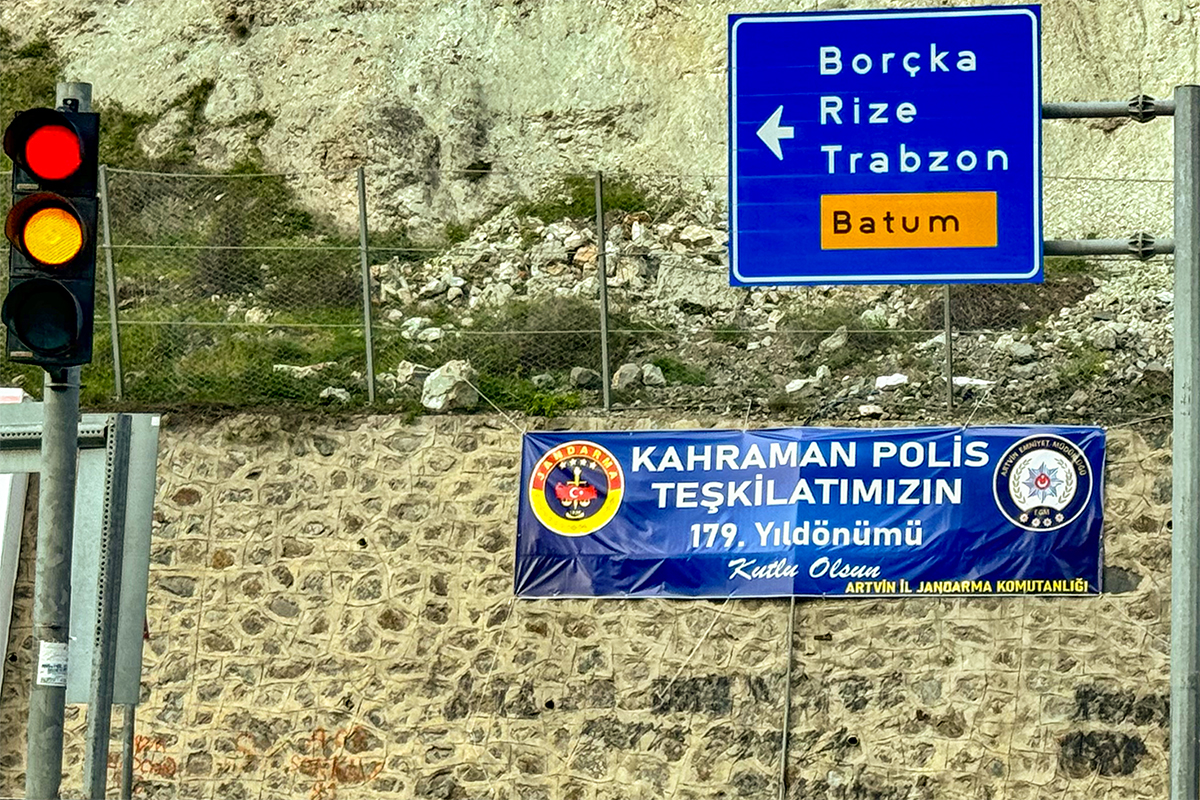 Borçka
Rize
Trabzon
Batum
JANDARMA
KAHRAMAN POLİS
TEŞKİLATIMIZIN
179. Yıldönümü
Kutlu Olsun
ARTVİN İL JANDARMA KOMUTANLIĞI
ARTVİN EMNİYET MÜDÜRLÜĞÜ
EGM